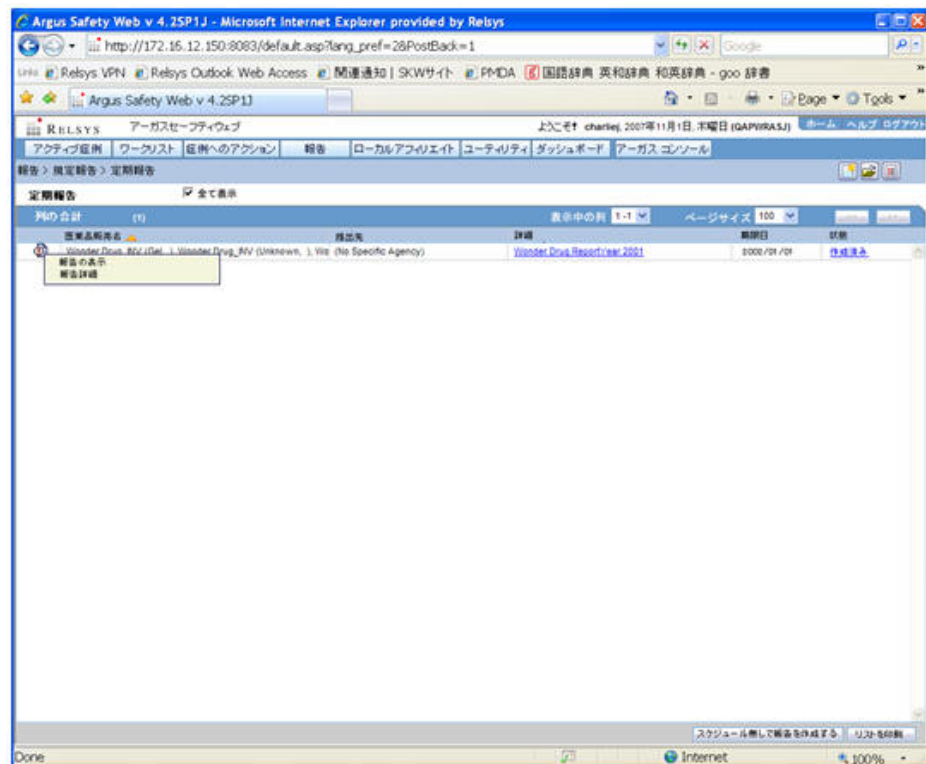 Argus Safety Web v 4.2SP1J - Microsoft Internet Explorer provided by Relsys
http://172.16.12.150:8083/default.asp?lang_pref=2&PostBack=1
Google
Links Relsys VPN Relsys Outlook Web Access 関連通知 | SKWサイト PMDA 国語辞典 英和辞典 和英辞典 - goo 辞書
Argus Safety Web v 4.2SP1J
Page Tools
RELSYS アーガスセーフティウェブ ようこそ! charliej, 2007年11月1日, 木曜日 (QAPWRASJ) ホーム ヘルプ ログアウト
アクティブ症例 ワークリスト 症例へのアクション 報告 ローカルアフィリエイト ユーティリティ ダッシュボード アーガス コンソール
報告 > 規定報告 > 定期報告
定期報告 全て表示
列の合計 (1) 表示中の列 1-1 ページサイズ 100
医薬品販売名 提出先 詳細 期限日 状態
Wonder Drug_INV (Gel, ), Wonder Drug_INV (Unknown, ), Wo (No Specific Agency) Wonder Drug Report:Year 2001 2002/01/01 作成済み
報告の表示
報告詳細
スケジュール無しで報告を作成する リストを印刷
Done Internet 100%